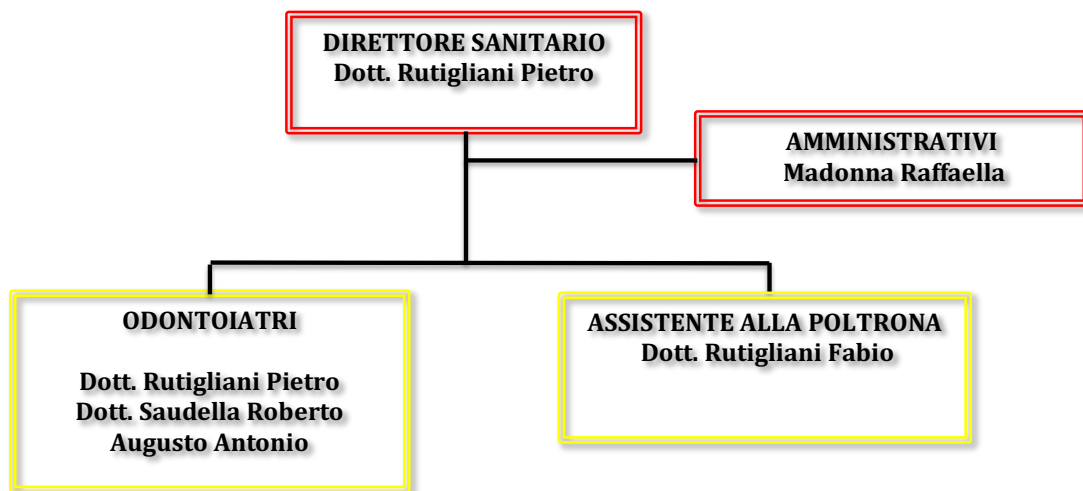 DIRETTORE SANITARIO
Dott. Rutigliani Pietro
AMMINISTRATIVI
Madonna Raffaella
ODONTOIATRI
Dott. Rutigliani Pietro
Dott. Saudella Roberto
Augusto Antonio
ASSISTENTE ALLA POLTRONA
Dott. Rutigliani Fabio